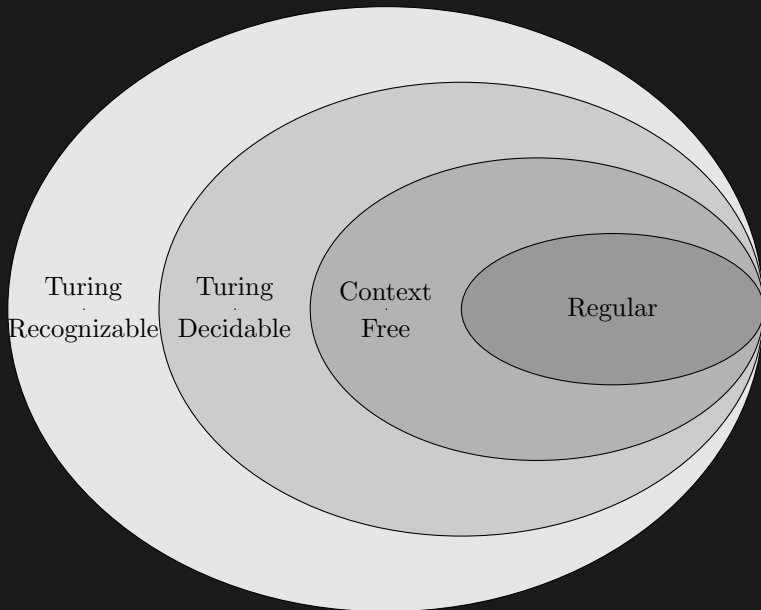 Turing
Recognizable
Turing
Decidable
Context
Free
Regular